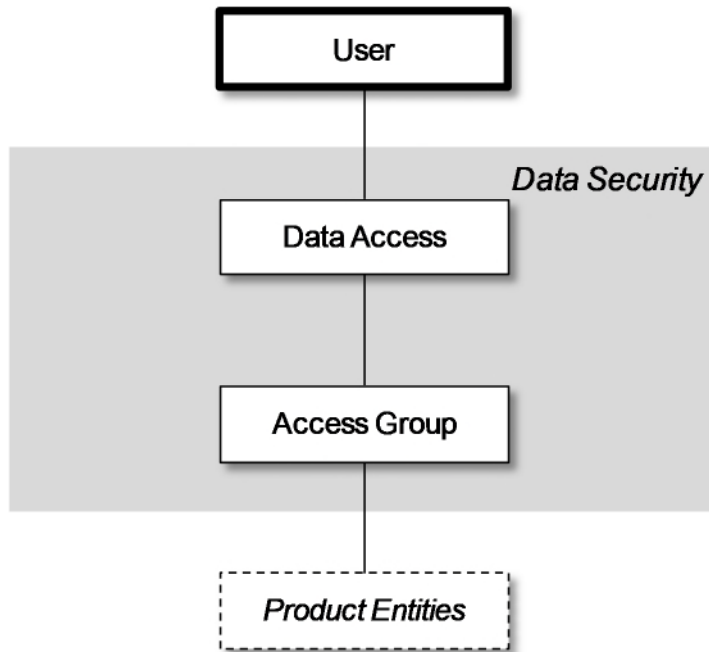 User
Data Security
Data Access
Access Group
Product Entities